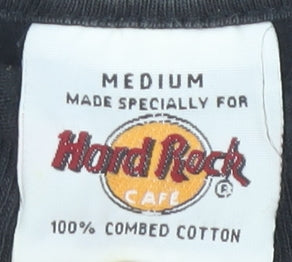 MEDIUM
MADE SPECIALLY FOR
Hard Rock
CAFE ®
100% COMBED COTTON